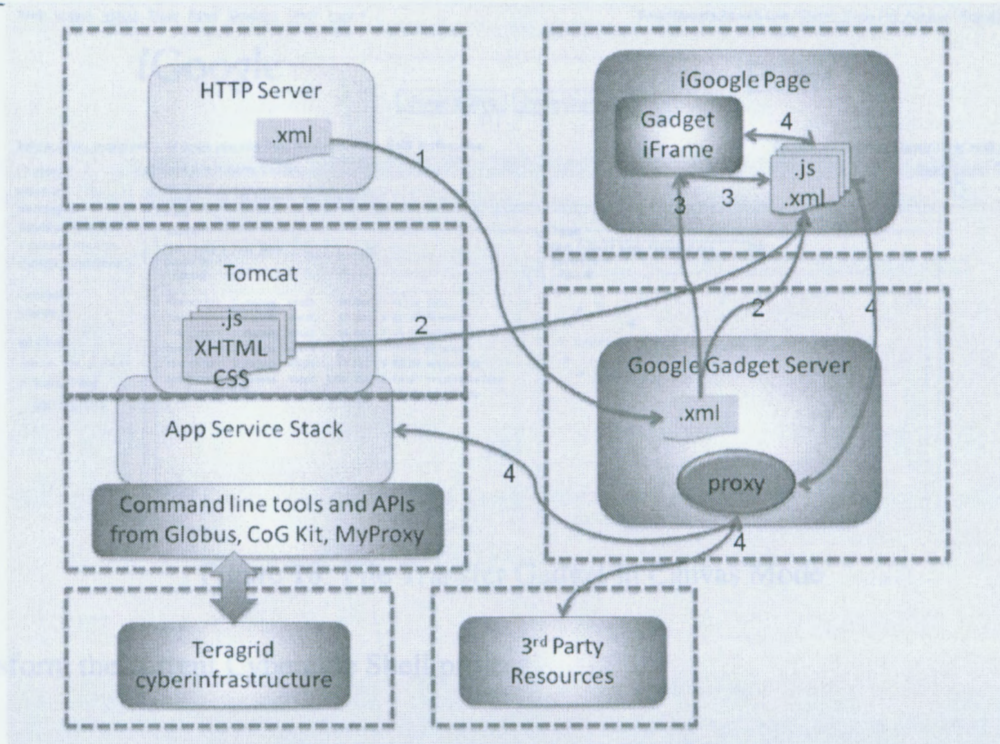 HTTP Server
.xml
1
iGoogle Page
Gadget
iFrame
4
.js
.xml
3
3
Tomcat
.js
XHTML
CSS
2
2
4
Google Gadget Server
.xml
proxy
App Service Stack
4
4
Command line tools and APIs
from Globus, CoG Kit, MyProxy
Teragrid
cyberinfrastructure
3rd Party
Resources